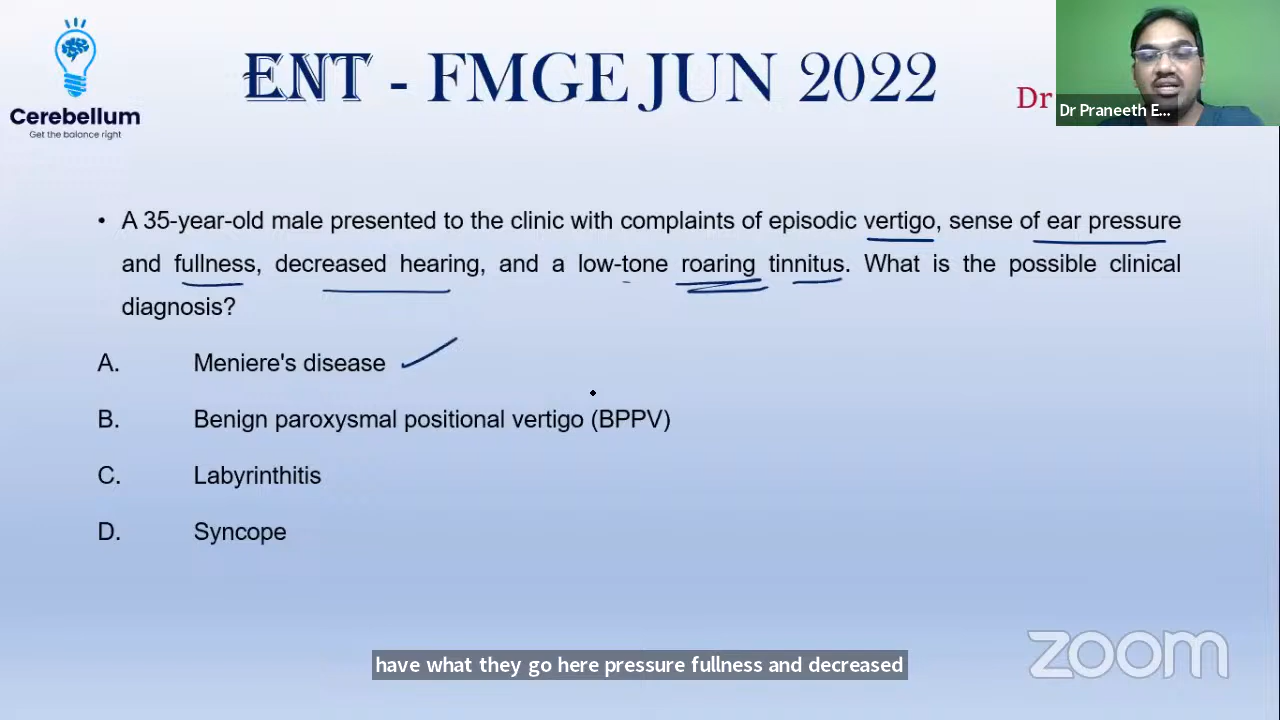 ENT - FMGE JUN 2022
Dr
Dr Praneeth E...
Cerebellum
Get the balance right
• A 35-year-old male presented to the clinic with complaints of episodic vertigo, sense of ear pressure
and fullness, decreased hearing, and a low-tone roaring tinnitus. What is the possible clinical
diagnosis?
A. Meniere's disease
B. Benign paroxysmal positional vertigo (BPPV)
C. Labyrinthitis
D. Syncope
zoom
have what they go here pressure fullness and decreased